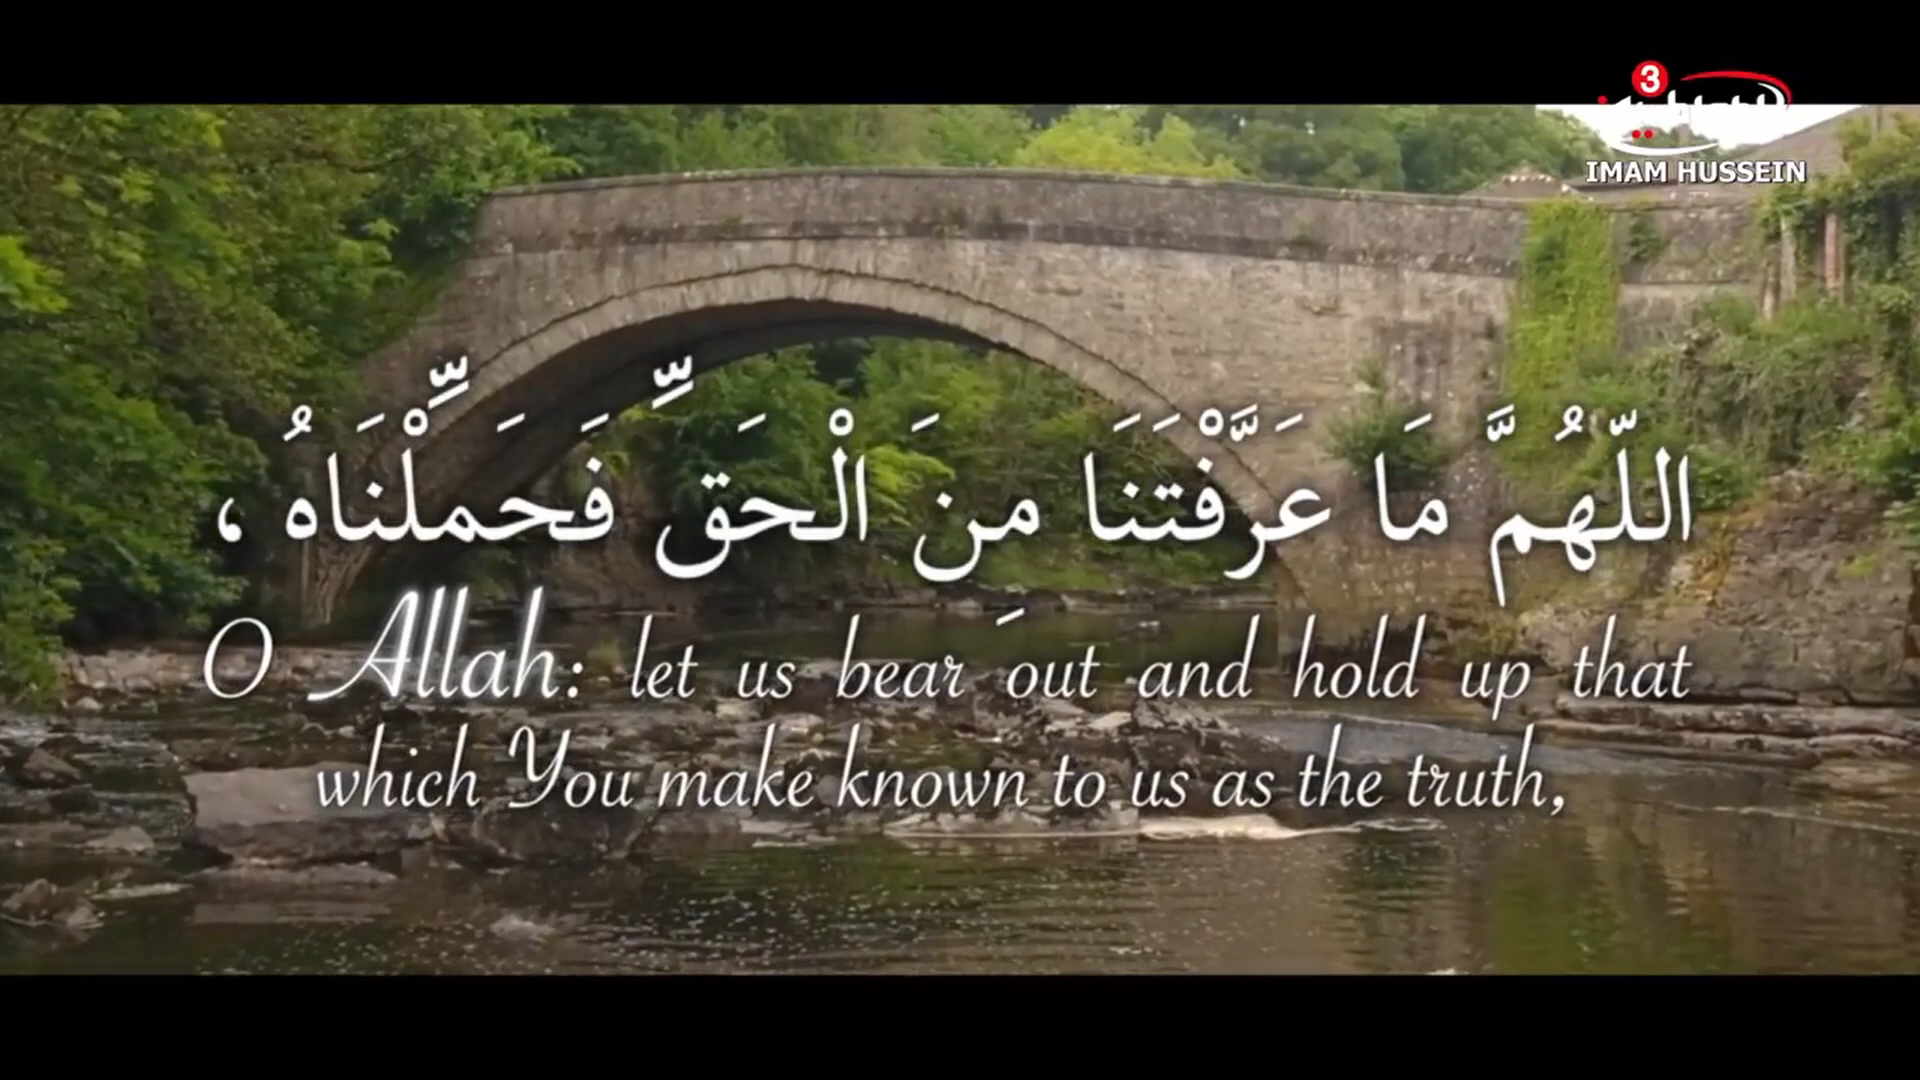 3
IMAM HUSSEIN
اللّهُمَّ مَا عَرَّفْتَنَا مِنَ الْحَقِّ فَحَمِّلْنَاهُ ،
O Allah: let us bear out and hold up that
which You make known to us as the truth,